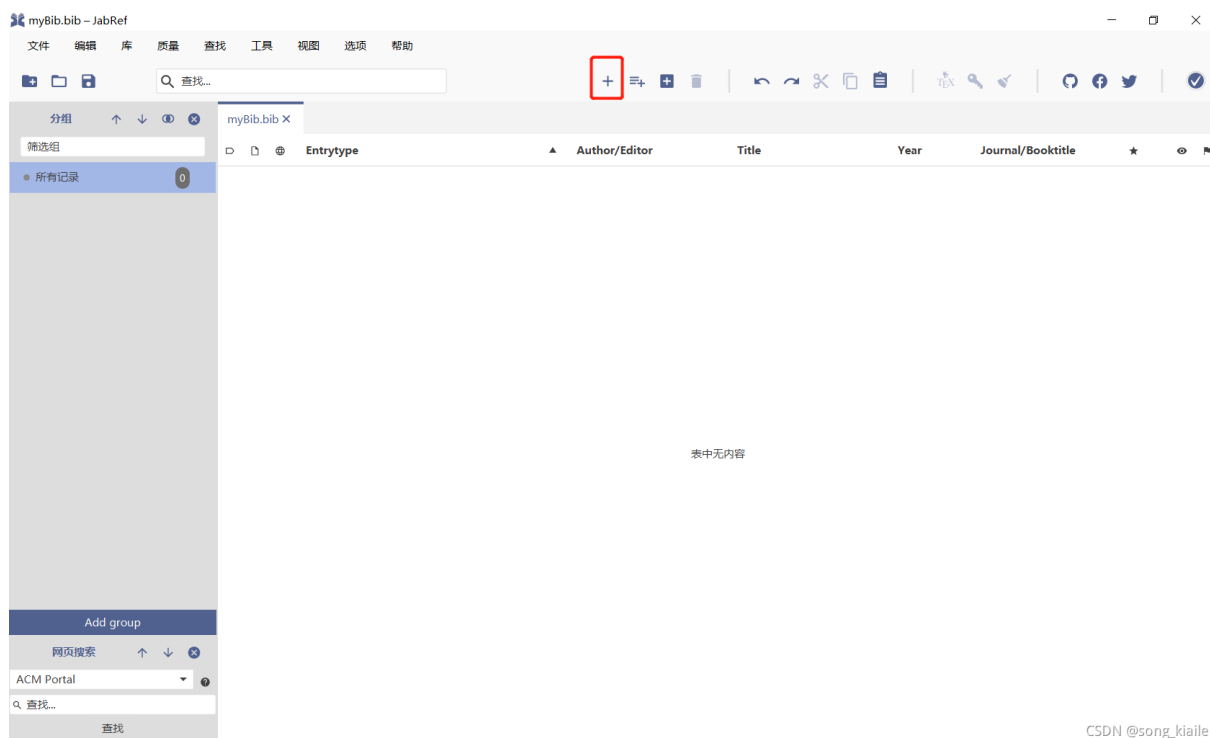 myBib.bib – JabRef
文件 编辑 库 质量 查找 工具 视图 选项 帮助
查找...
TEX
分组
myBib.bib
筛选组
Entrytype Author/Editor Title Year Journal/Booktitle
所有记录 0
表中无内容
Add group
网页搜索
ACM Portal
查找...
查找
CSDN @song_kiaile